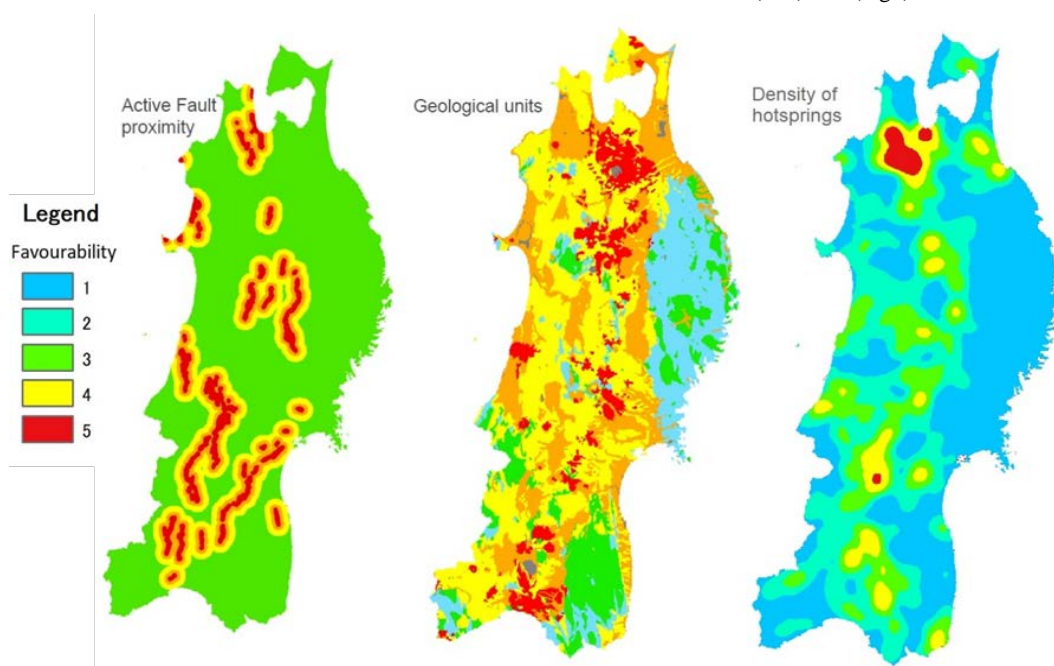 Active Fault
proximity
Geological units
Density of
hotsprings
Legend
Favourability
1
2
3
4
5